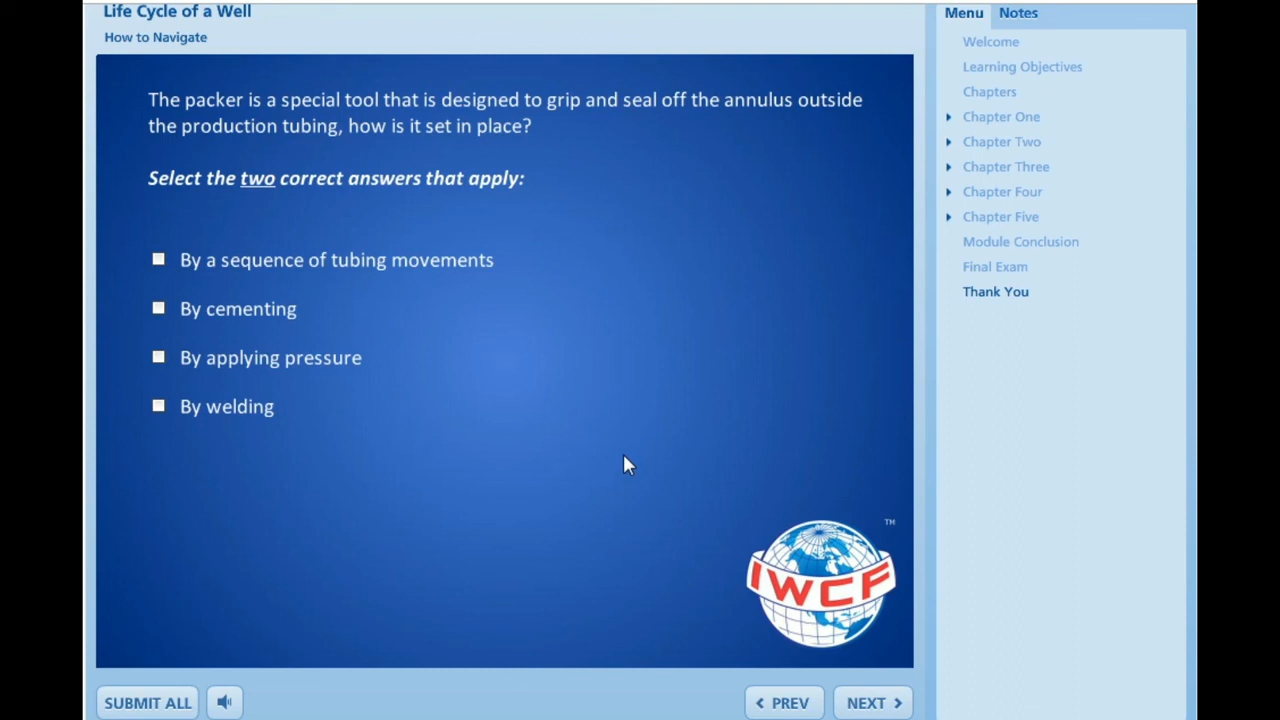 Life Cycle of a Well
How to Navigate
The packer is a special tool that is designed to grip and seal off the annulus outside
the production tubing, how is it set in place?
Select the two correct answers that apply:
By a sequence of tubing movements
By cementing
By applying pressure
By welding
TM
IWCF
SUBMIT ALL
PREV
NEXT
Menu
Notes
Welcome
Learning Objectives
Chapters
Chapter One
Chapter Two
Chapter Three
Chapter Four
Chapter Five
Module Conclusion
Final Exam
Thank You